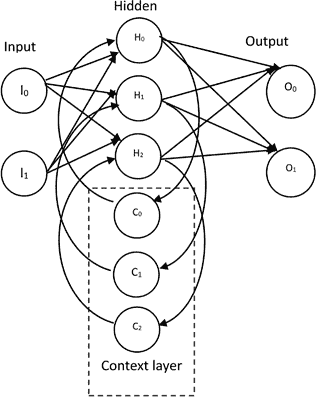 Hidden
Input
Output
H₀
I₀
O₀
H₁
H₂
I₁
O₁
C₀
C₁
C₂
Context layer